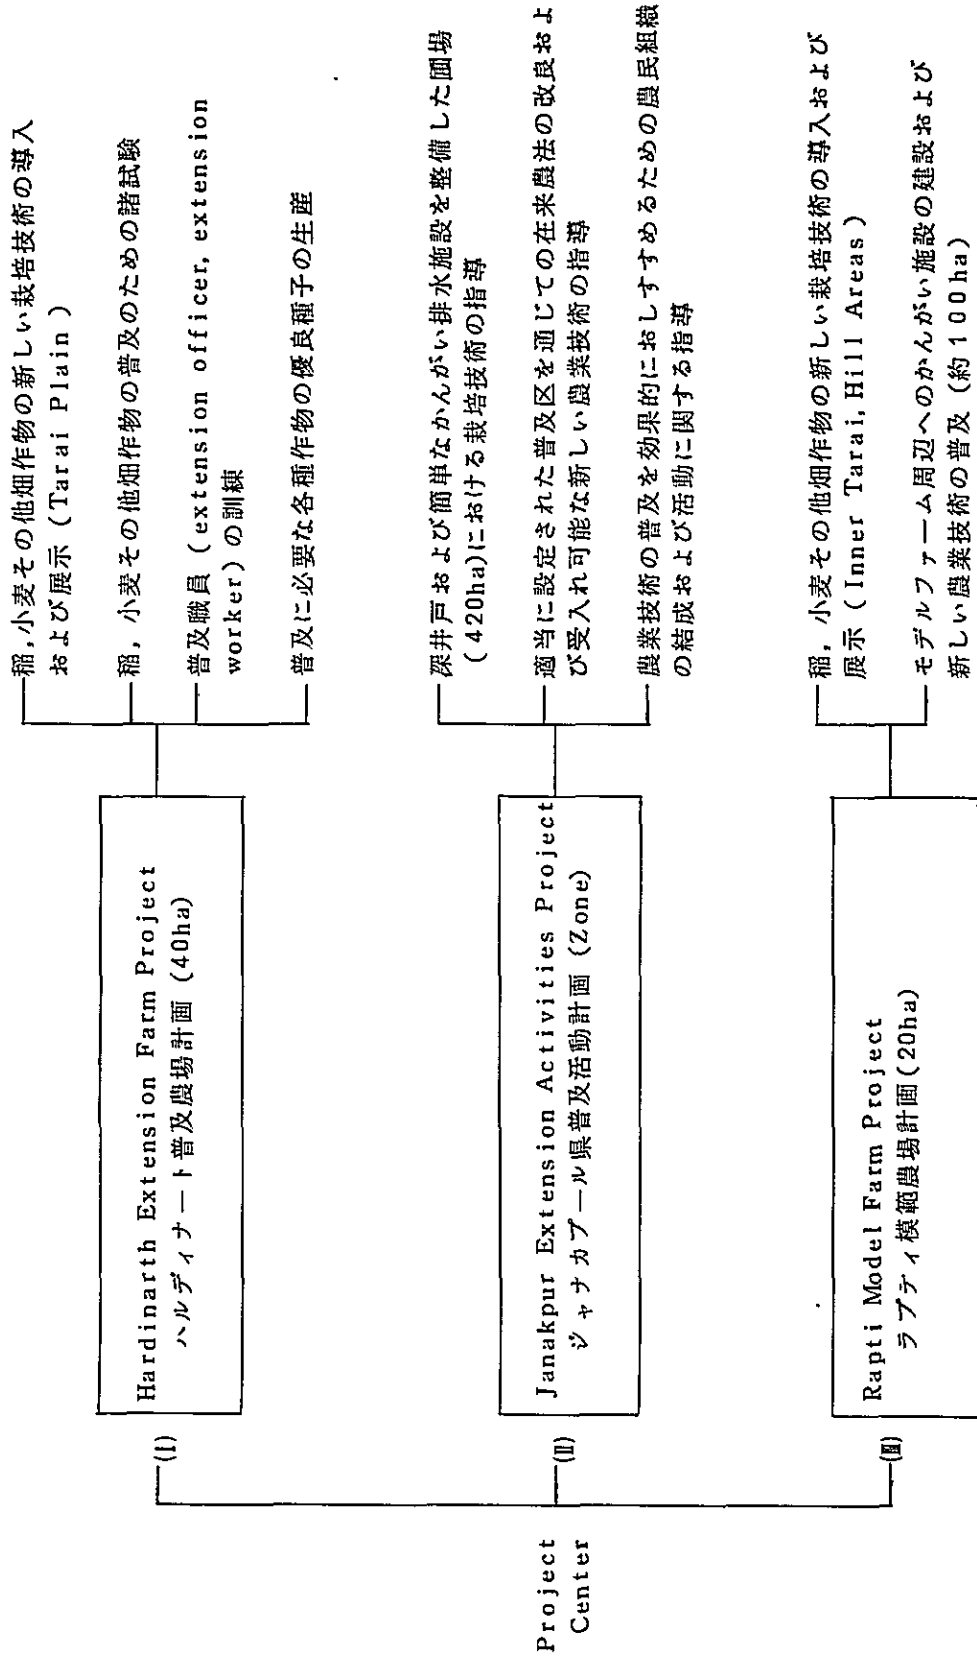 Project
Center
(Ⅰ)
Hardinarth Extension Farm Project
ハルディナート普及農場計画 (40ha)
稲,小麦その他畑作物の新しい栽培技術の導入
および展示 (Tarai Plain)
稲,小麦その他畑作物の普及のための諸試験
普及職員 (extension officer, extension
worker) の訓練
普及に必要な各種作物の優良種子の生産
(Ⅱ)
Janakpur Extension Activities Project
ジャナカプール県普及活動計画 (Zone)
深井戸および簡単なかんがい排水施設を整備した圃場
(420ha)における栽培技術の指導
適当に設定された普及区を通じての在来農法の改良およ
び受入れ可能な新しい農業技術の指導
農業技術の普及を効果的におしすすめるための農民組織
の結成および活動に関する指導
(Ⅲ)
Rapti Model Farm Project
ラプティ模範農場計画(20ha)
稲,小麦その他畑作物の新しい栽培技術の導入および
展示 (Inner Tarai, Hill Areas)
モデルファーム周辺へのかんがい施設の建設および
新しい農業技術の普及 (約100ha)